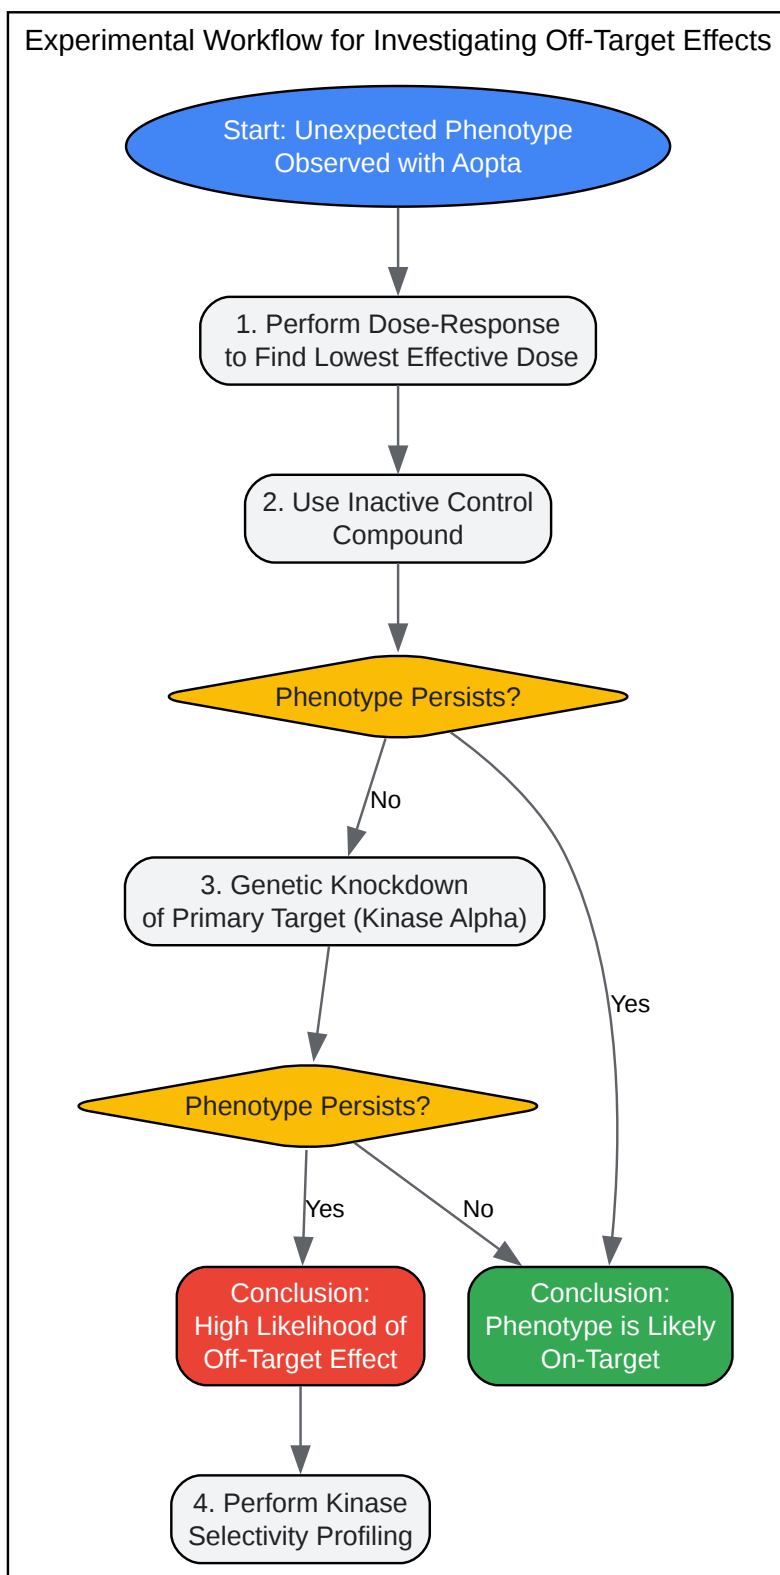 Experimental Workflow for Investigating Off-Target Effects
Start: Unexpected Phenotype
Observed with Aopta
1. Perform Dose-Response
to Find Lowest Effective Dose
2. Use Inactive Control
Compound
Phenotype Persists?
No
3. Genetic Knockdown
of Primary Target (Kinase Alpha)
Yes
Phenotype Persists?
Yes
No
Conclusion:
High Likelihood of
Off-Target Effect
Conclusion:
Phenotype is Likely
On-Target
4. Perform Kinase
Selectivity Profiling